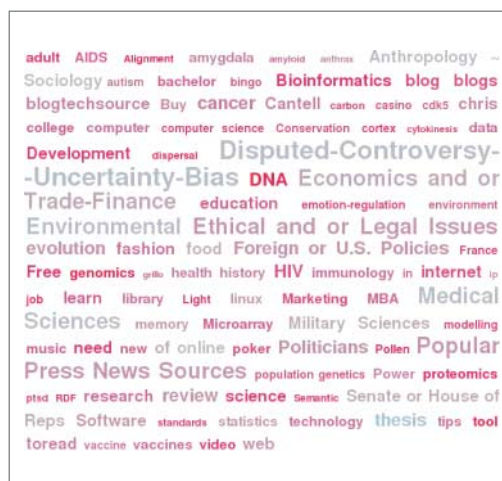 adult AIDS Alignment amygdala amyloid anthrax Anthropology ~
Sociology autism bachelor bingo Bioinformatics blog blogs
blogtechsource Buy cancer Cantell carbon casino cdk5 chris
college computer computer science Conservation cortex cytokinesis data
Development dispersal Disputed-Controversy-
-Uncertainty-Bias DNA Economics and or
Trade-Finance education emotion-regulation environment
Environmental Ethical and or Legal Issues
evolution fashion food Foreign or U.S. Policies France
Free genomics grillo health history HIV immunology in internet ip
job learn library Light linux Marketing MBA Medical
Sciences memory Microarray Military Sciences modelling
music need new of online poker Politicians Pollen Popular
Press News Sources population genetics Power proteomics
ptsd RDF research review science Semantic Senate or House of
Reps Software standards statistics technology thesis tips tool
toread vaccine vaccines video web